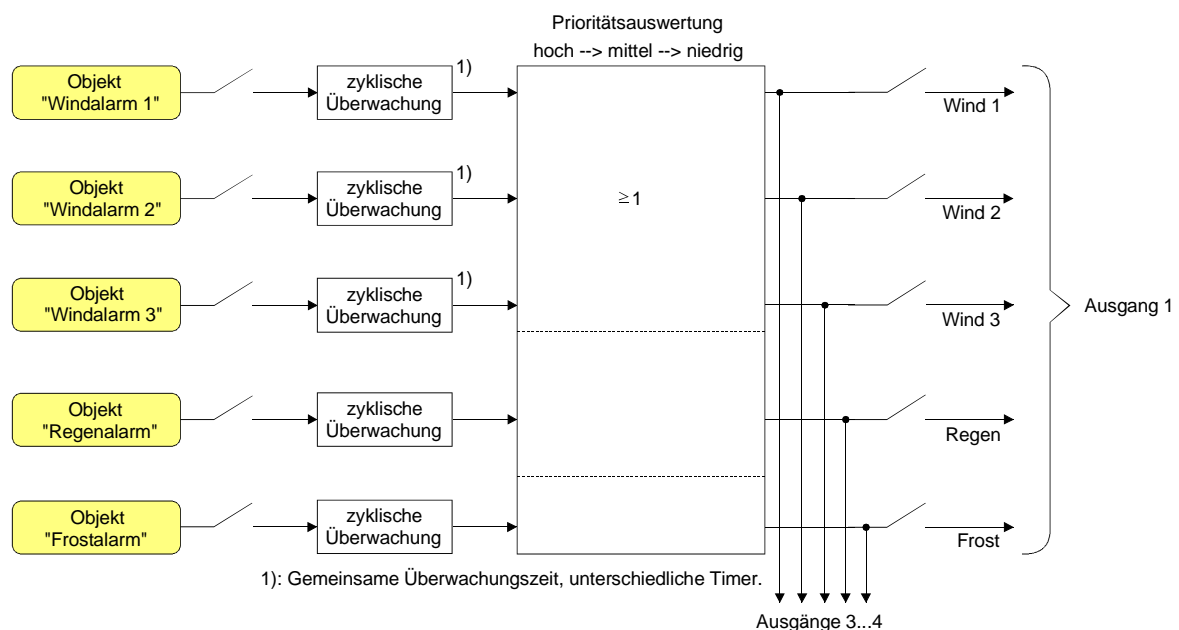 Prioritätsauswertung
hoch --> mittel --> niedrig
Objekt
"Windalarm 1"
zyklische
Überwachung
1)
Wind 1
Objekt
"Windalarm 2"
zyklische
Überwachung
1)
≥1
Wind 2
Objekt
"Windalarm 3"
zyklische
Überwachung
1)
Wind 3
Ausgang 1
Objekt
"Regenalarm"
zyklische
Überwachung
Regen
Objekt
"Frostalarm"
zyklische
Überwachung
Frost
1): Gemeinsame Überwachungszeit, unterschiedliche Timer.
Ausgänge 3...4